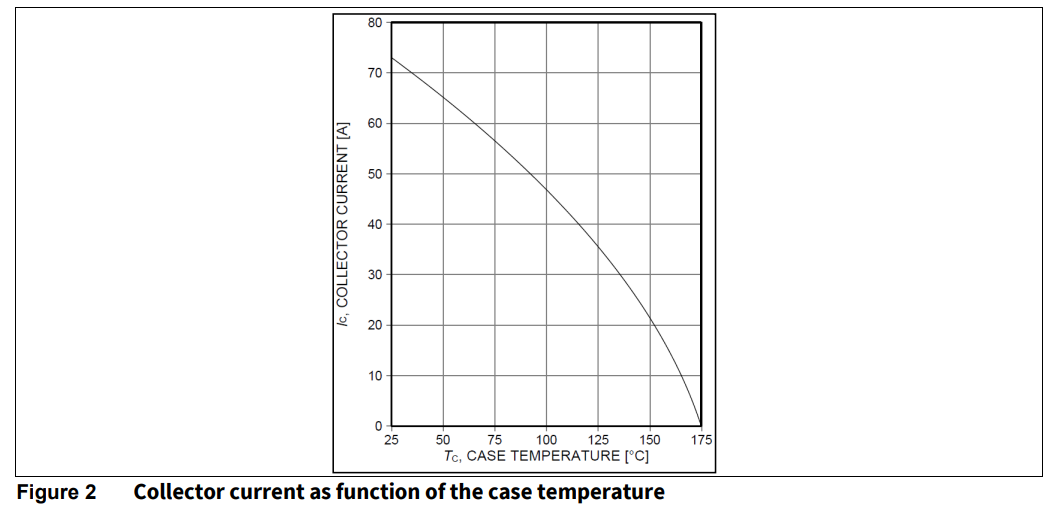 80
70
60
50
40
30
20
10
0
IC, COLLECTOR CURRENT [A]
25 50 75 100 125 150 175
TC, CASE TEMPERATURE [°C]
Figure 2 Collector current as function of the case temperature